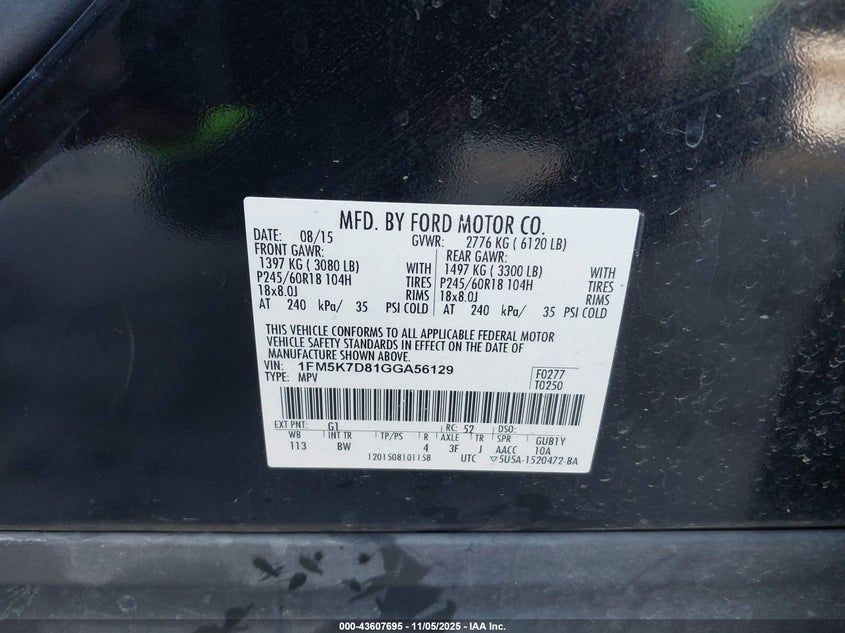 MFD. BY FORD MOTOR CO.
DATE: 08/15 GVWR: 2776 KG ( 6120 LB)
FRONT GAWR: REAR GAWR:
1397 KG ( 3080 LB) WITH 1497 KG ( 3300 LB) WITH
P245/60R18 104H TIRES P245/60R18 104H TIRES
18x8.0J RIMS 18x8.0J RIMS
AT 240 kPa/ 35 PSI COLD AT 240 kPa/ 35 PSI COLD
THIS VEHICLE CONFORMS TO ALL APPLICABLE FEDERAL MOTOR
VEHICLE SAFETY STANDARDS IN EFFECT ON THE DATE OF
MANUFACTURE SHOWN ABOVE.
VIN: 1FM5K7D81GGA56129 F0277
TYPE: MPV T0250
EXT PNT: G1 RC: 52 DSO:
WB INT TR TP/PS R AXLE TR SPR GUB1Y
113 BW 4 3F J AACC 10A
1201508101158 UTC ▽5U5A-1520472-BA
000-43607695 - 11/05/2025 - IAA Inc.